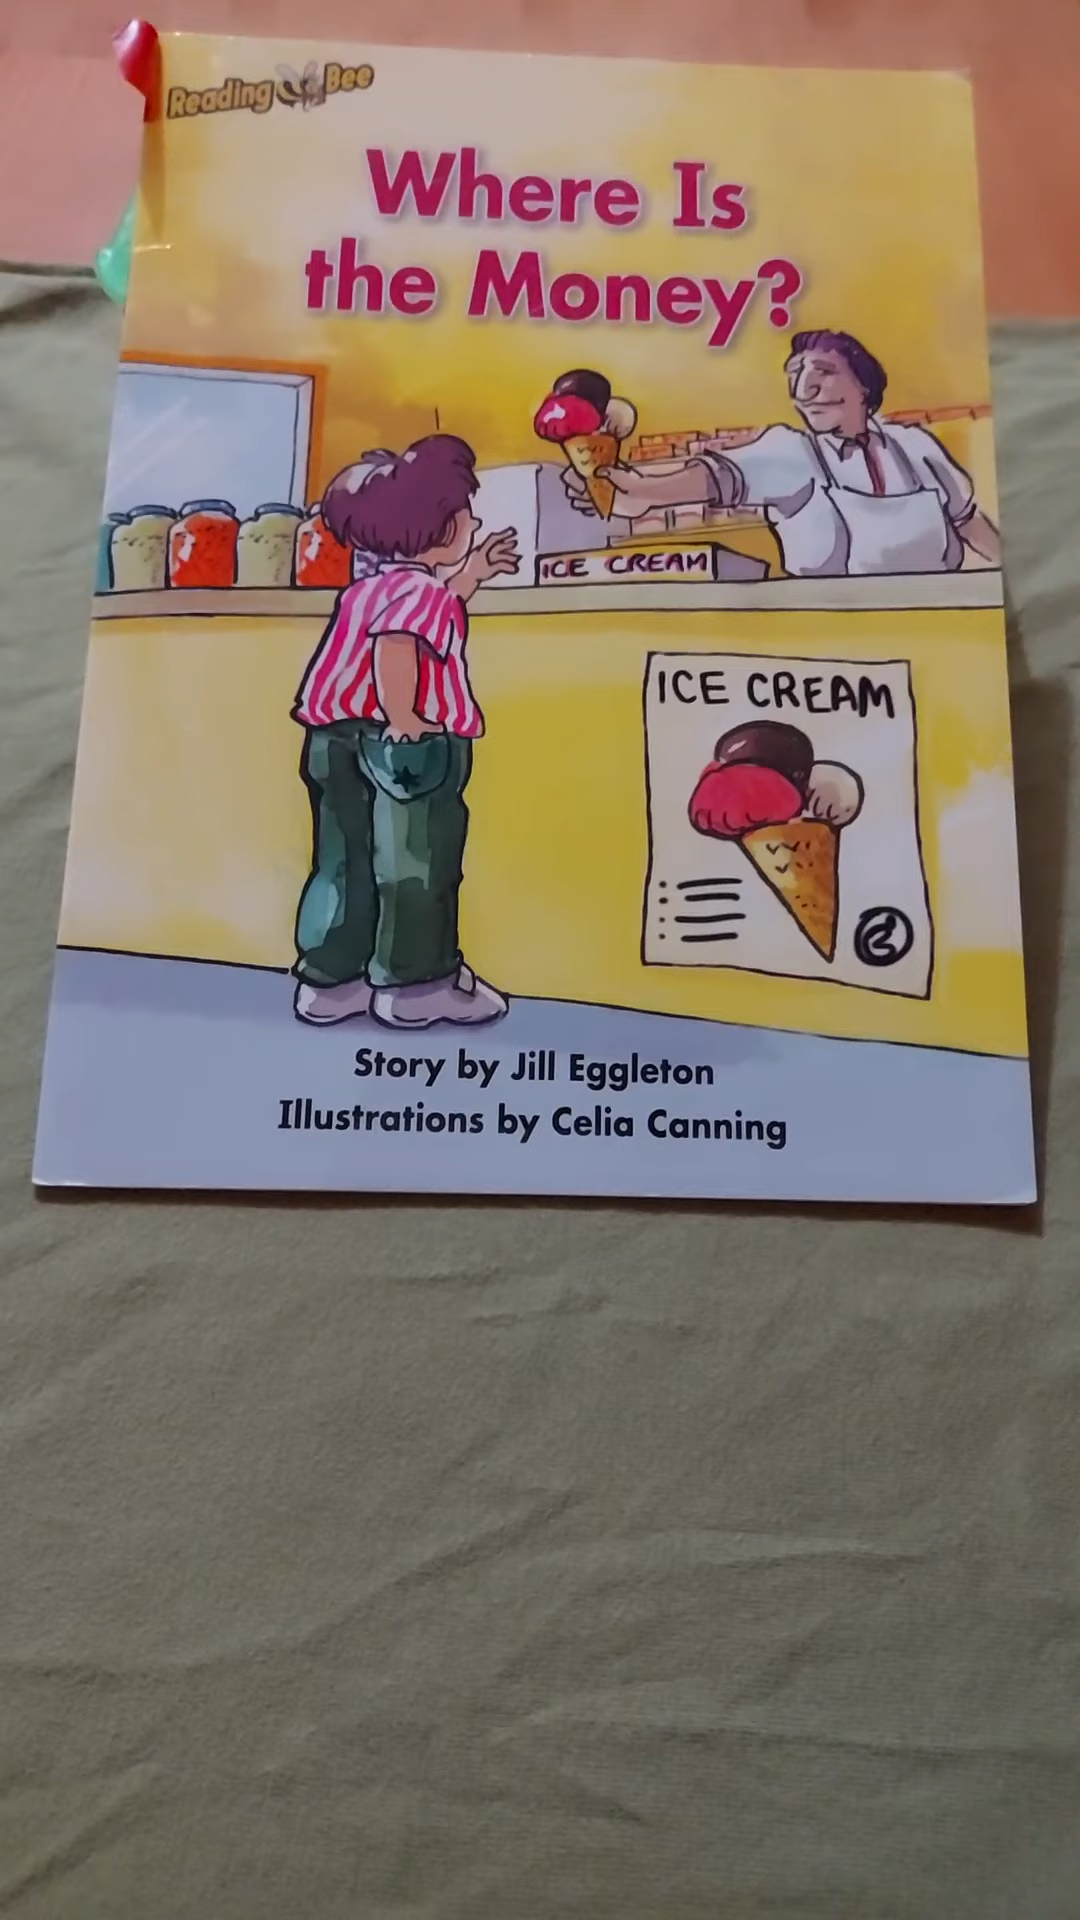 Reading Bee
Where Is
the Money?
ICE CREAM
ICE CREAM
Story by Jill Eggleton
Illustrations by Celia Canning